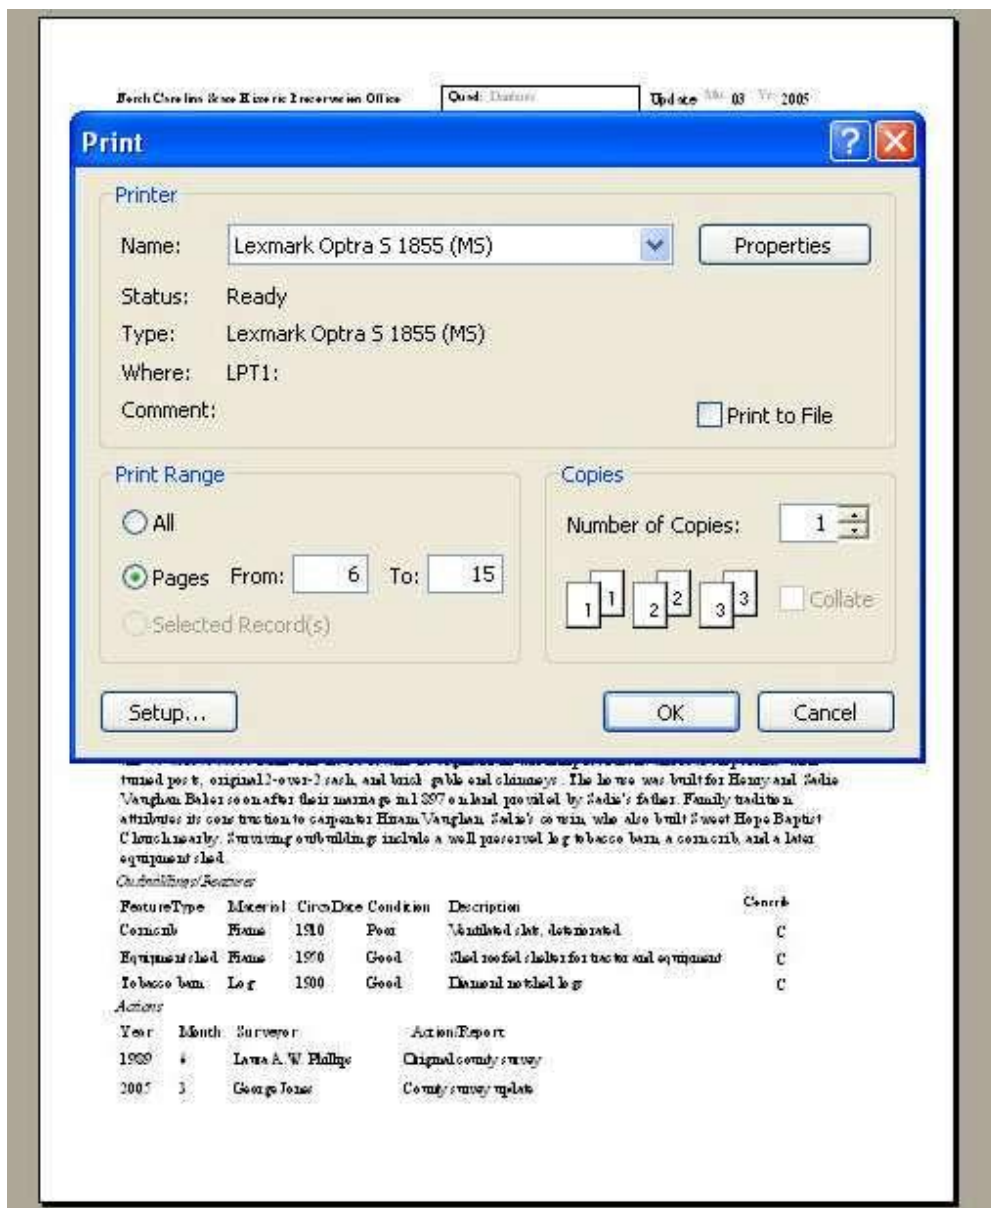 North Carolina State Historic Preservation Office Quad: Update Mo. 03 Yr. 2005
Print
Printer
Name: Lexmark Optra S 1855 (MS) Properties
Status: Ready
Type: Lexmark Optra S 1855 (MS)
Where: LPT1:
Comment:
Print to File
Print Range
All
Pages From: 6 To: 15
Selected Record(s)
Copies
Number of Copies: 1
1 1 2 2 3 3 Collate
Setup... OK Cancel
turned posts, original 2-over-2 sash, and brick gable end chimneys. The house was built for Henry and Sadie
Vaughan Baker soon after their marriage in 1897 on land provided by Sadie's father. Family tradition
attributes its construction to carpenter Hiram Vaughan, Sadie's cousin, who also built Sweet Hope Baptist
Church nearby. Surviving outbuildings include a well preserved log tobacco barn, a corncrib, and a later
equipment shed.
Outbuildings/Features
FeatureType Material CircaDate Condition Description Contrib
Corncrib Frame 1910 Poor Ventilated slats, deteriorated C
Equipment shed Frame 1970 Good Shed roofed shelter for tractor and equipment C
Tobacco barn Log 1900 Good Diamond notched logs C
Actions
Year Month Surveyor Action/Report
1989 Laura A. W. Phillips Original county survey
2005 3 George Jones County survey update